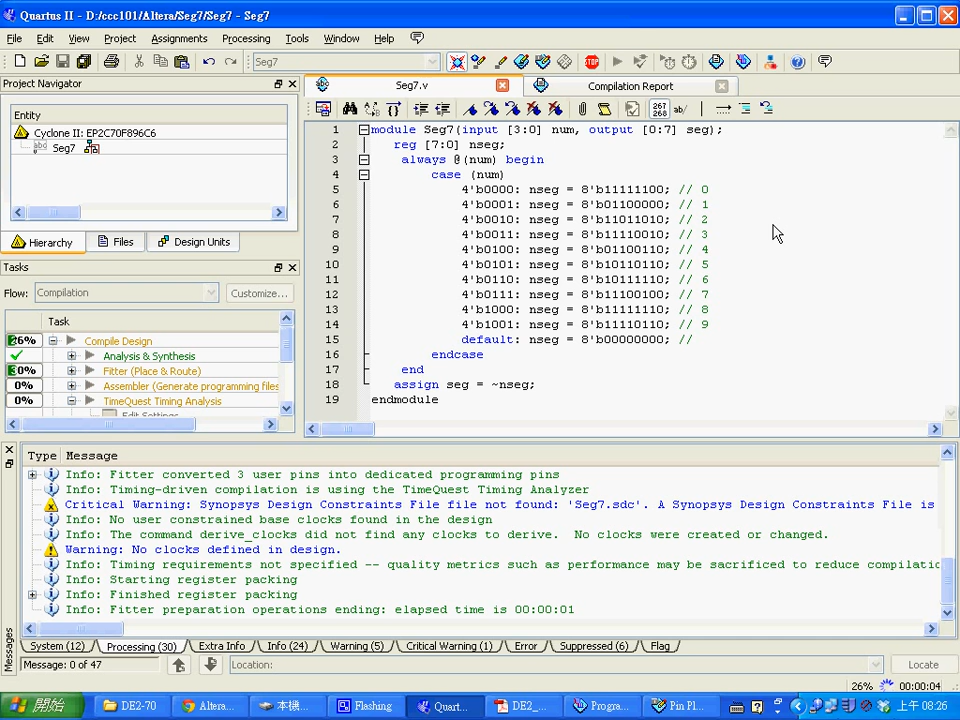 Quartus II - D:/ccc101/Altera/Seg7/Seg7 - Seg7
File Edit View Project Assignments Processing Tools Window Help
Seg7
Project Navigator
Entity
Cyclone II: EP2C70F896C6
abd Seg7
Hierarchy Files Design Units
Tasks
Flow: Compilation Customize...
Task
26% Compile Design
Analysis & Synthesis
30% Fitter (Place & Route)
0% Assembler (Generate programming files
0% TimeQuest Timing Analysis
Edit Settings
Seg7.v Compilation Report
267 268 ab/
1 module Seg7(input [3:0] num, output [0:7] seg);
2 reg [7:0] nseg;
3 always @(num) begin
4 case (num)
5 4'b0000: nseg = 8'b11111100; // 0
6 4'b0001: nseg = 8'b01100000; // 1
7 4'b0010: nseg = 8'b11011010; // 2
8 4'b0011: nseg = 8'b11110010; // 3
9 4'b0100: nseg = 8'b01100110; // 4
10 4'b0101: nseg = 8'b10110110; // 5
11 4'b0110: nseg = 8'b10111110; // 6
12 4'b0111: nseg = 8'b11100100; // 7
13 4'b1000: nseg = 8'b11111110; // 8
14 4'b1001: nseg = 8'b11110110; // 9
15 default: nseg = 8'b00000000; //
16 endcase
17 end
18 assign seg = ~nseg;
19 endmodule
Type Message
Info: Fitter converted 3 user pins into dedicated programming pins
Info: Timing-driven compilation is using the TimeQuest Timing Analyzer
Critical Warning: Synopsys Design Constraints File file not found: 'Seg7.sdc'. A Synopsys Design Constraints File is
Info: No user constrained base clocks found in the design
Info: The command derive_clocks did not find any clocks to derive. No clocks were created or changed.
Warning: No clocks defined in design.
Info: Timing requirements not specified -- quality metrics such as performance may be sacrificed to reduce compilatic
Info: Starting register packing
Info: Finished register packing
Info: Fitter preparation operations ending: elapsed time is 00:00:01
System (12) Processing (30) Extra Info Info (24) Warning (5) Critical Warning (1) Error Suppressed (6) Flag
Messages
Message: 0 of 47 Location: Locate
26% 00:00:04
開始 DE2-70 Altera... 本機... Flashing Quart... DE2_... Progra... Pin Pl... 上午 08:26